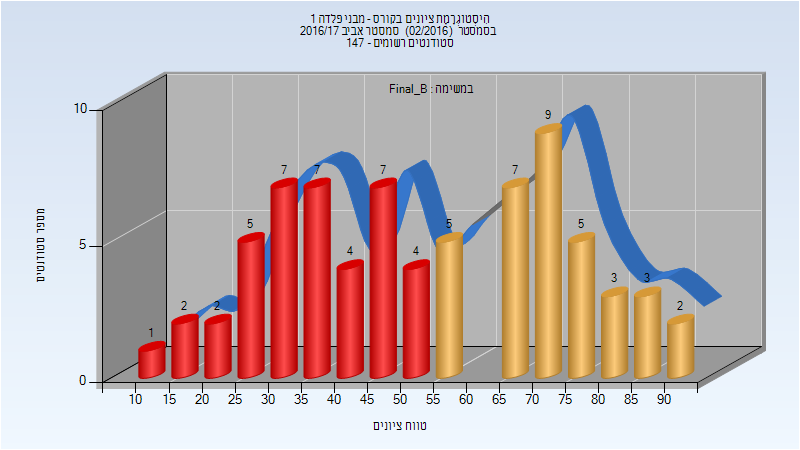 היסטוגרמת ציונים בקורס - מבני פלדה 1
בסמסטר (02/2016) סמסטר אביב 2016/17
סטודנטים רשומים - 147
במשימה : Final_B
מספר סטודנטים
10
5
0
1
2
2
5
7
7
4
7
4
5
7
9
5
3
3
2
10 15 20 25 30 35 40 45 50 55 60 65 70 75 80 85 90
טווח ציונים